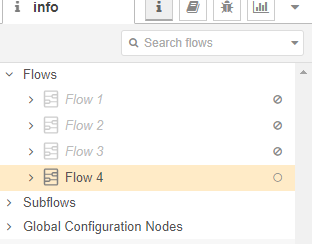 info
Search flows
Flows
Flow 1
Flow 2
Flow 3
Flow 4
Subflows
Global Configuration Nodes